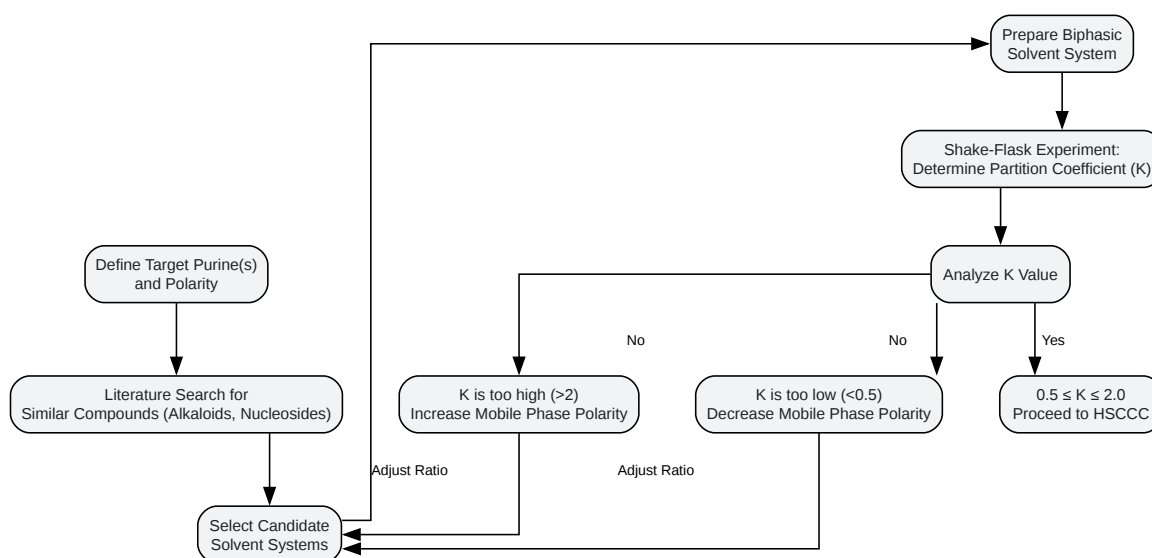 Prepare Biphasic
Solvent System
Shake-Flask Experiment:
Determine Partition Coefficient (K)
Define Target Purine(s)
and Polarity
Analyze K Value
No
No
Yes
Literature Search for
Similar Compounds (Alkaloids, Nucleosides)
K is too high (>2)
Increase Mobile Phase Polarity
K is too low (<0.5)
Decrease Mobile Phase Polarity
0.5 ≤ K ≤ 2.0
Proceed to HSCCC
Adjust Ratio
Adjust Ratio
Select Candidate
Solvent Systems